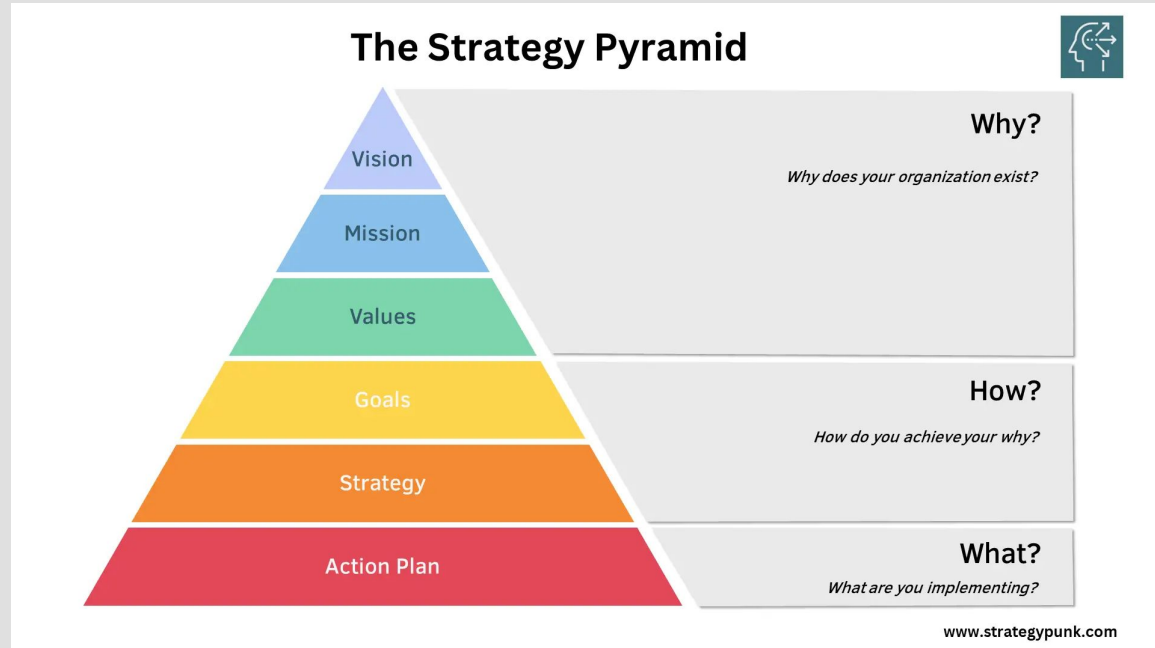 The Strategy Pyramid
Vision
Mission
Values
Goals
Strategy
Action Plan
Why?
Why does your organization exist?
How?
How do you achieve your why?
What?
What are you implementing?
www.strategypunk.com